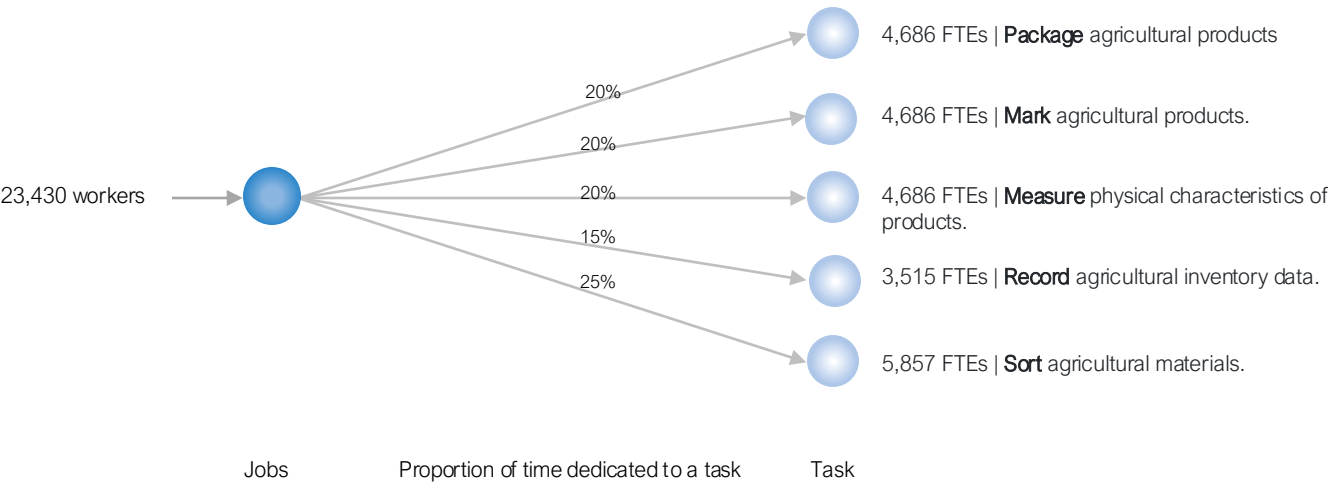 4,686 FTEs | Package agricultural products
20%
4,686 FTEs | Mark agricultural products.
20%
23,430 workers
20%
4,686 FTEs | Measure physical characteristics of
products.
15%
3,515 FTEs | Record agricultural inventory data.
25%
5,857 FTEs | Sort agricultural materials.
Jobs
Proportion of time dedicated to a task
Task